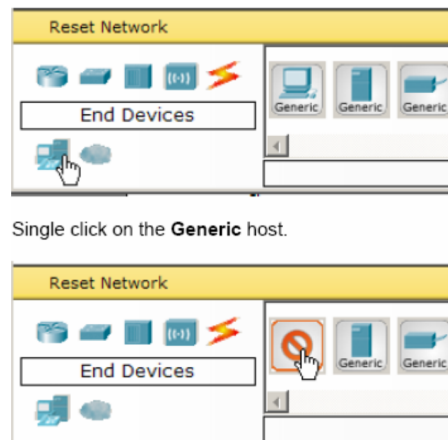 Reset Network
Generic Generic Generic
End Devices
Single click on the Generic host.
Reset Network
Generic Generic
End Devices